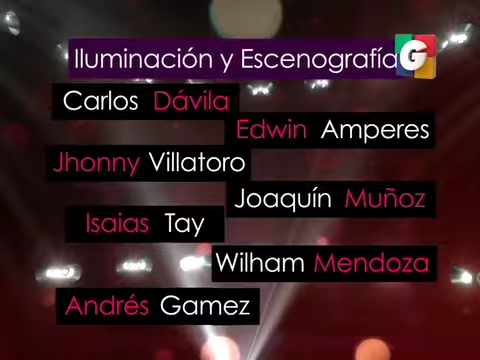 Iluminación y Escenografía
G
Carlos Dávila
Edwin Amperes
Jhonny Villatoro
Joaquín Muñoz
Isaias Tay
Wilham Mendoza
Andrés Gamez